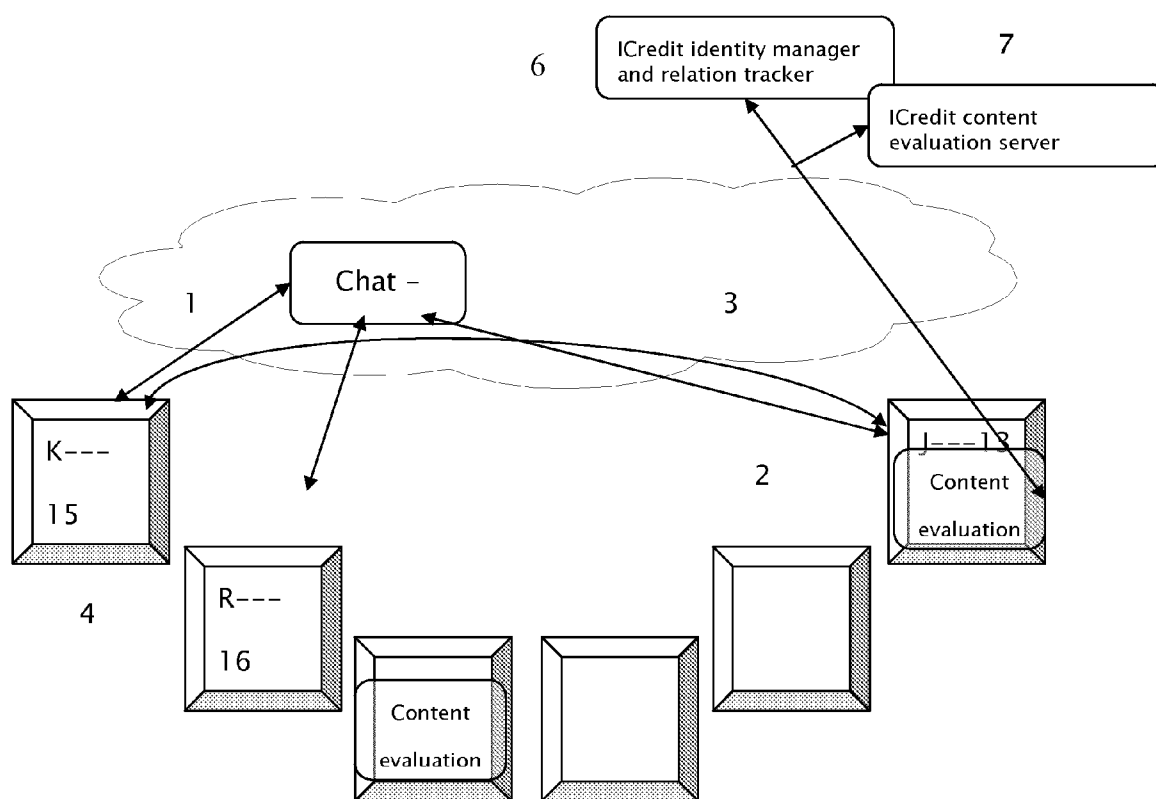 6
ICredit identity manager
and relation tracker
7
ICredit content
evaluation server
Chat –
1
3
K---
15
J---13
Content
evaluation
2
4
R---
16
Content
evaluation